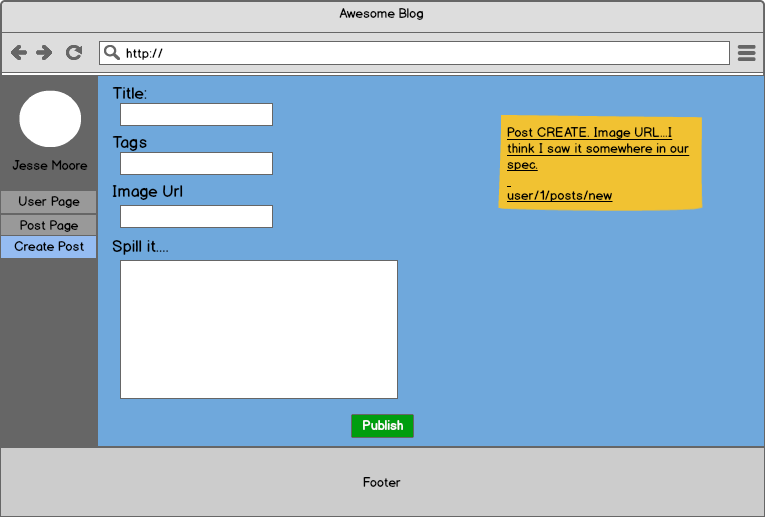 Awesome Blog
http://
Jesse Moore
User Page
Post Page
Create Post
Title:
Tags
Image Url
Spill it....
Publish
Post CREATE. Image URL...I
think I saw it somewhere in our
spec.
user/1/posts/new
Footer